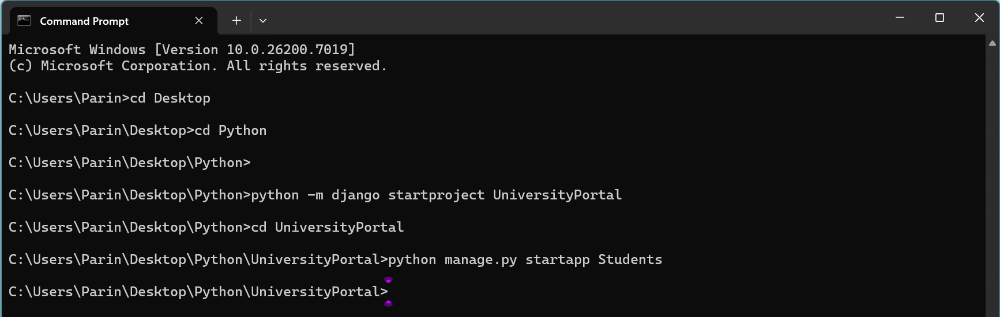 Command Prompt
Microsoft Windows [Version 10.0.26200.7019]
(c) Microsoft Corporation. All rights reserved.
C:\Users\Parin>cd Desktop
C:\Users\Parin\Desktop>cd Python
C:\Users\Parin\Desktop\Python>
C:\Users\Parin\Desktop\Python>python -m django startproject UniversityPortal
C:\Users\Parin\Desktop\Python>cd UniversityPortal
C:\Users\Parin\Desktop\Python\UniversityPortal>python manage.py startapp Students
C:\Users\Parin\Desktop\Python\UniversityPortal>